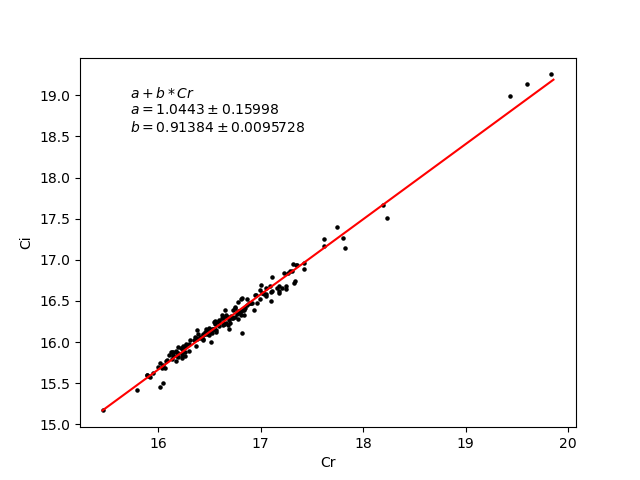 a + b * Cr
a = 1.0443 ± 0.15998
b = 0.91384 ± 0.0095728
19.0
18.5
18.0
17.5
17.0
16.5
16.0
15.5
15.0
Ci
16 17 18 19 20
Cr